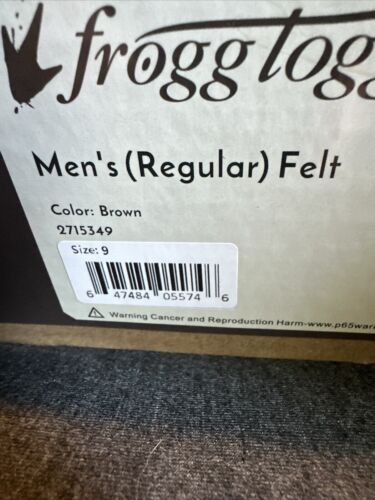 frogg togg
Men's (Regular) Felt
Color: Brown
2715349
Size: 9
6 47484 05574 6
Warning Cancer and Reproduction Harm-www.p65war